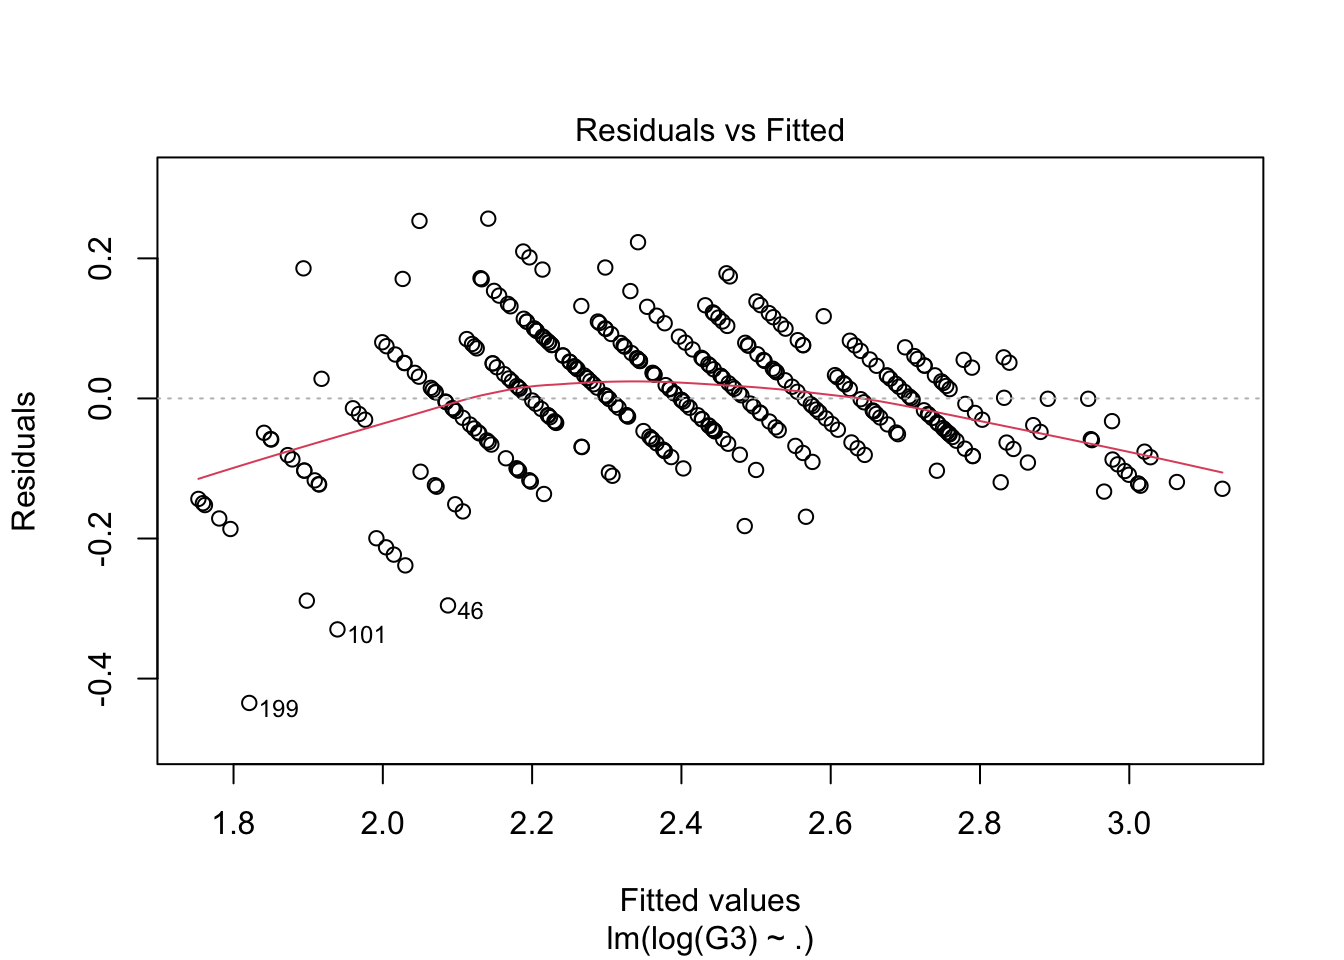 Residuals vs Fitted
Residuals
0.2
0.0
-0.2
-0.4
46
101
199
1.8 2.0 2.2 2.4 2.6 2.8 3.0
Fitted values
lm(log(G3) ~ .)